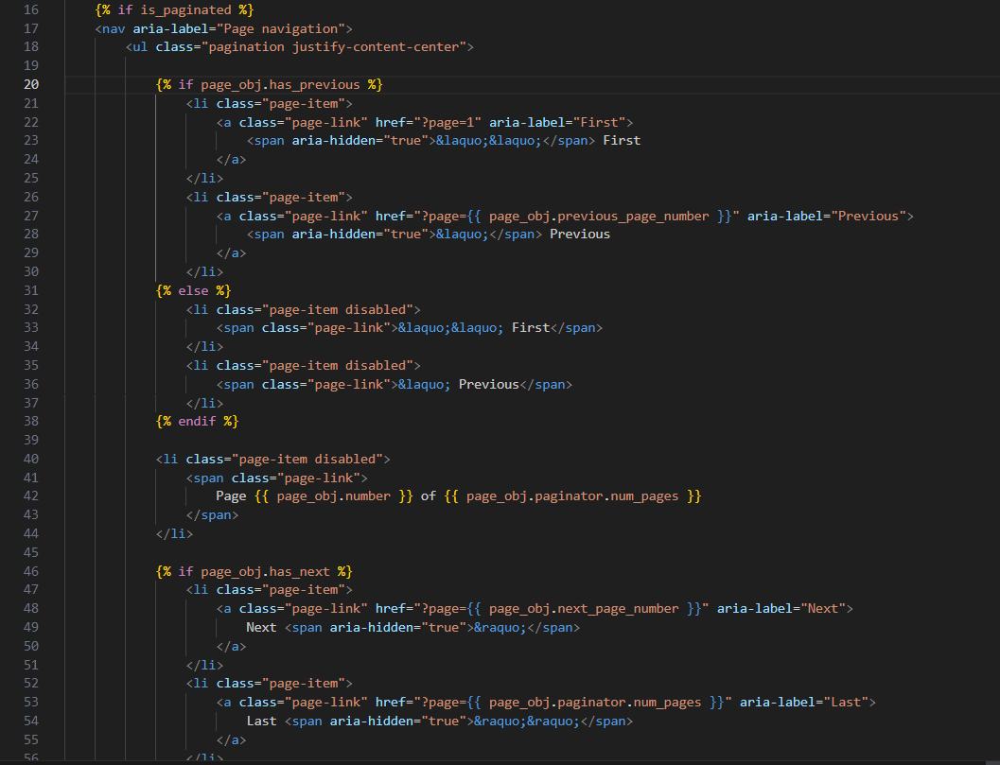 16 {% if is_paginated %}
17 <nav aria-label="Page navigation">
18 <ul class="pagination justify-content-center">
19
20 {% if page_obj.has_previous %}
21 <li class="page-item">
22 <a class="page-link" href="?page=1" aria-label="First">
23 <span aria-hidden="true">&laquo;&laquo;</span> First
24 </a>
25 </li>
26 <li class="page-item">
27 <a class="page-link" href="?page={{ page_obj.previous_page_number }}" aria-label="Previous">
28 <span aria-hidden="true">&laquo;</span> Previous
29 </a>
30 </li>
31 {% else %}
32 <li class="page-item disabled">
33 <span class="page-link">&laquo;&laquo; First</span>
34 </li>
35 <li class="page-item disabled">
36 <span class="page-link">&laquo; Previous</span>
37 </li>
38 {% endif %}
39
40 <li class="page-item disabled">
41 <span class="page-link">
42 Page {{ page_obj.number }} of {{ page_obj.paginator.num_pages }}
43 </span>
44 </li>
45
46 {% if page_obj.has_next %}
47 <li class="page-item">
48 <a class="page-link" href="?page={{ page_obj.next_page_number }}" aria-label="Next">
49 Next <span aria-hidden="true">&raquo;</span>
50 </a>
51 </li>
52 <li class="page-item">
53 <a class="page-link" href="?page={{ page_obj.paginator.num_pages }}" aria-label="Last">
54 Last <span aria-hidden="true">&raquo;&raquo;</span>
55 </a>
56 </li>